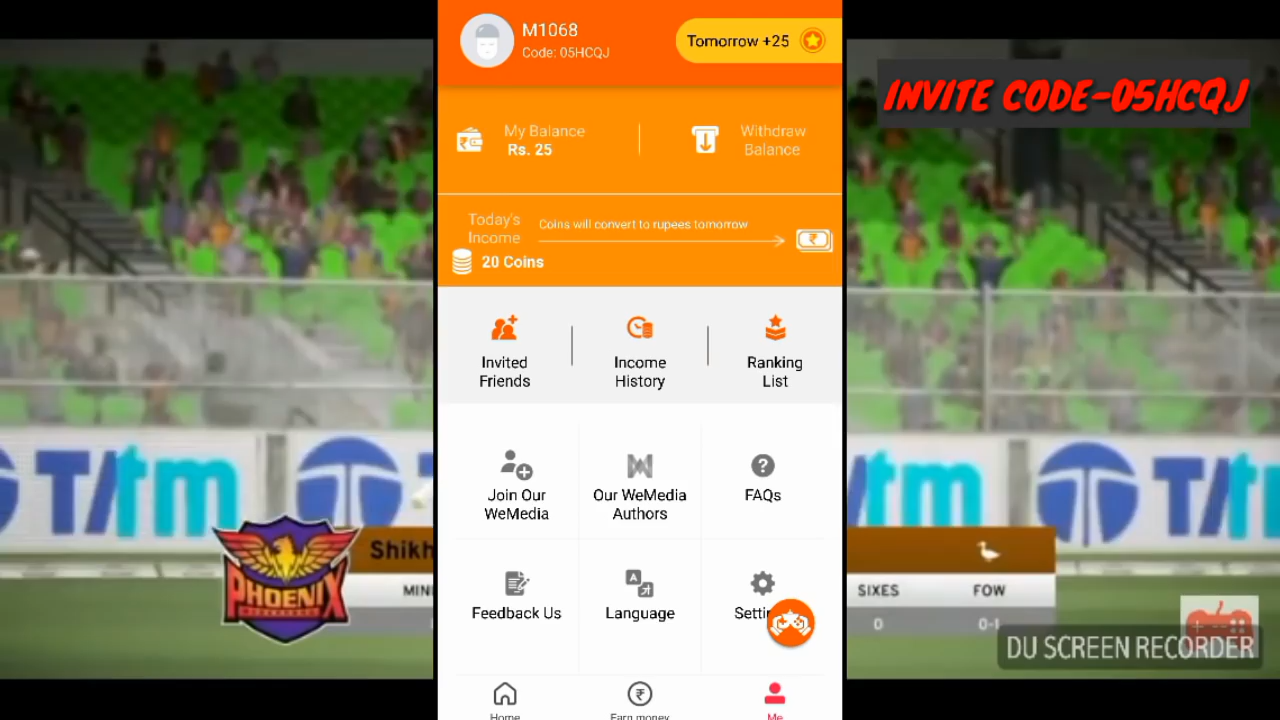 M1068
Code: 05HCQJ
Tomorrow +25
INVITE CODE-05HCQJ
My Balance
Rs. 25
Withdraw
Balance
Today's
Income
Coins will convert to rupees tomorrow
20 Coins
Invited
Friends
Income
History
Ranking
List
Join Our
WeMedia
Our WeMedia
Authors
FAQs
Feedback Us
Language
Home
Earn money
Me
Shikh
PHOENIX
SIXES
FOW
0
0-1
DU SCREEN RECORDER